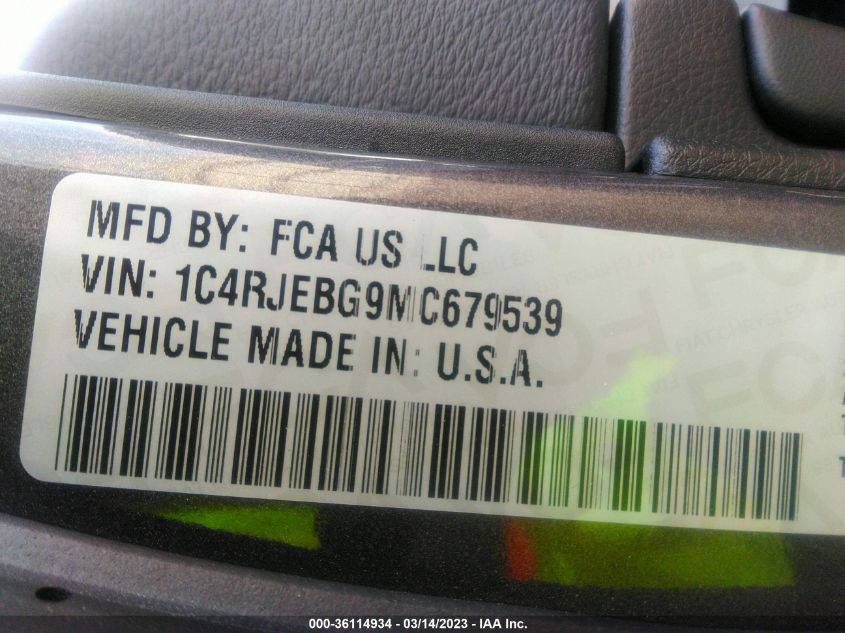 MFD BY: FCA US LLC
VIN: 1C4RJEBG9MC679539
VEHICLE MADE IN: U.S.A.
000-36114934 - 03/14/2023 - IAA Inc.